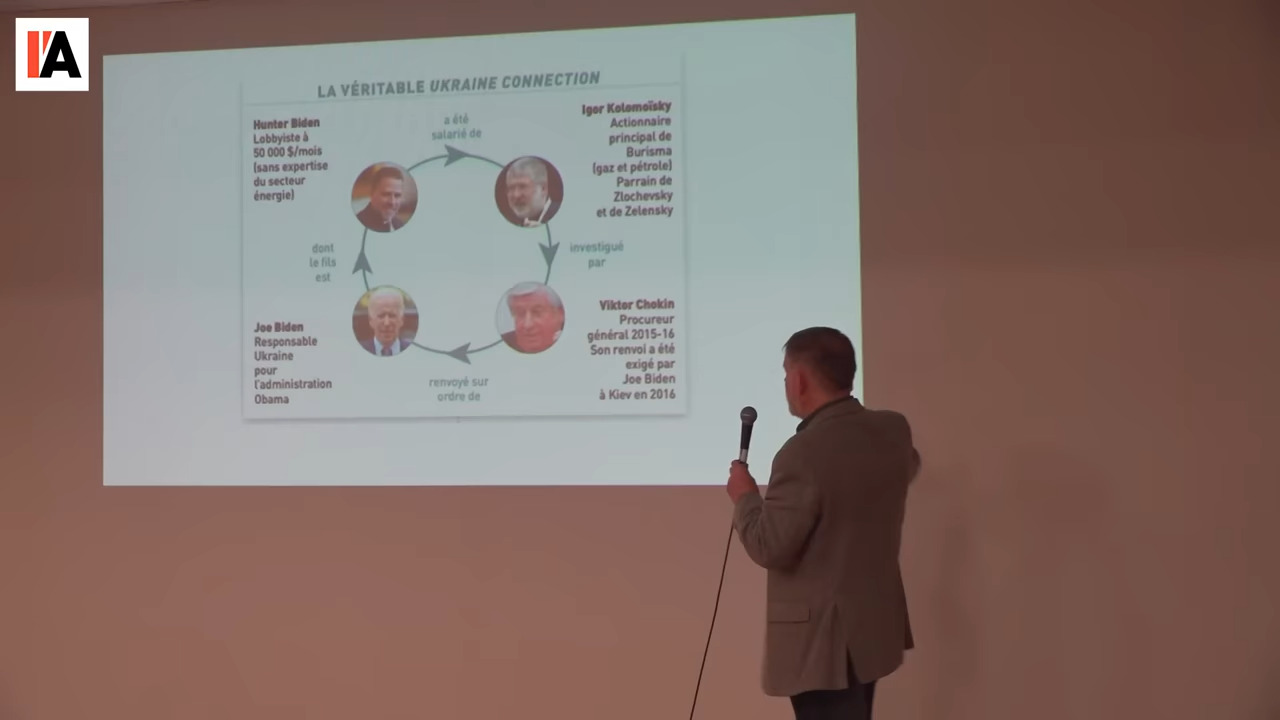 I'A
LA VÉRITABLE UKRAINE CONNECTION
Hunter Biden
Lobbyiste à
50 000 $/mois
(sans expertise
du secteur
énergie)
a été
salarié de
Igor Kolomoïsky
Actionnaire
principal de
Burisma
(gaz et pétrole)
Parrain de
Zlochevsky
et de Zelensky
dont
le fils
est
investigué
par
Joe Biden
Responsable
Ukraine
pour
l'administration
Obama
renvoyé sur
ordre de
Viktor Chokin
Procureur
général 2015-16
Son renvoi a été
exigé par
Joe Biden
à Kiev en 2016